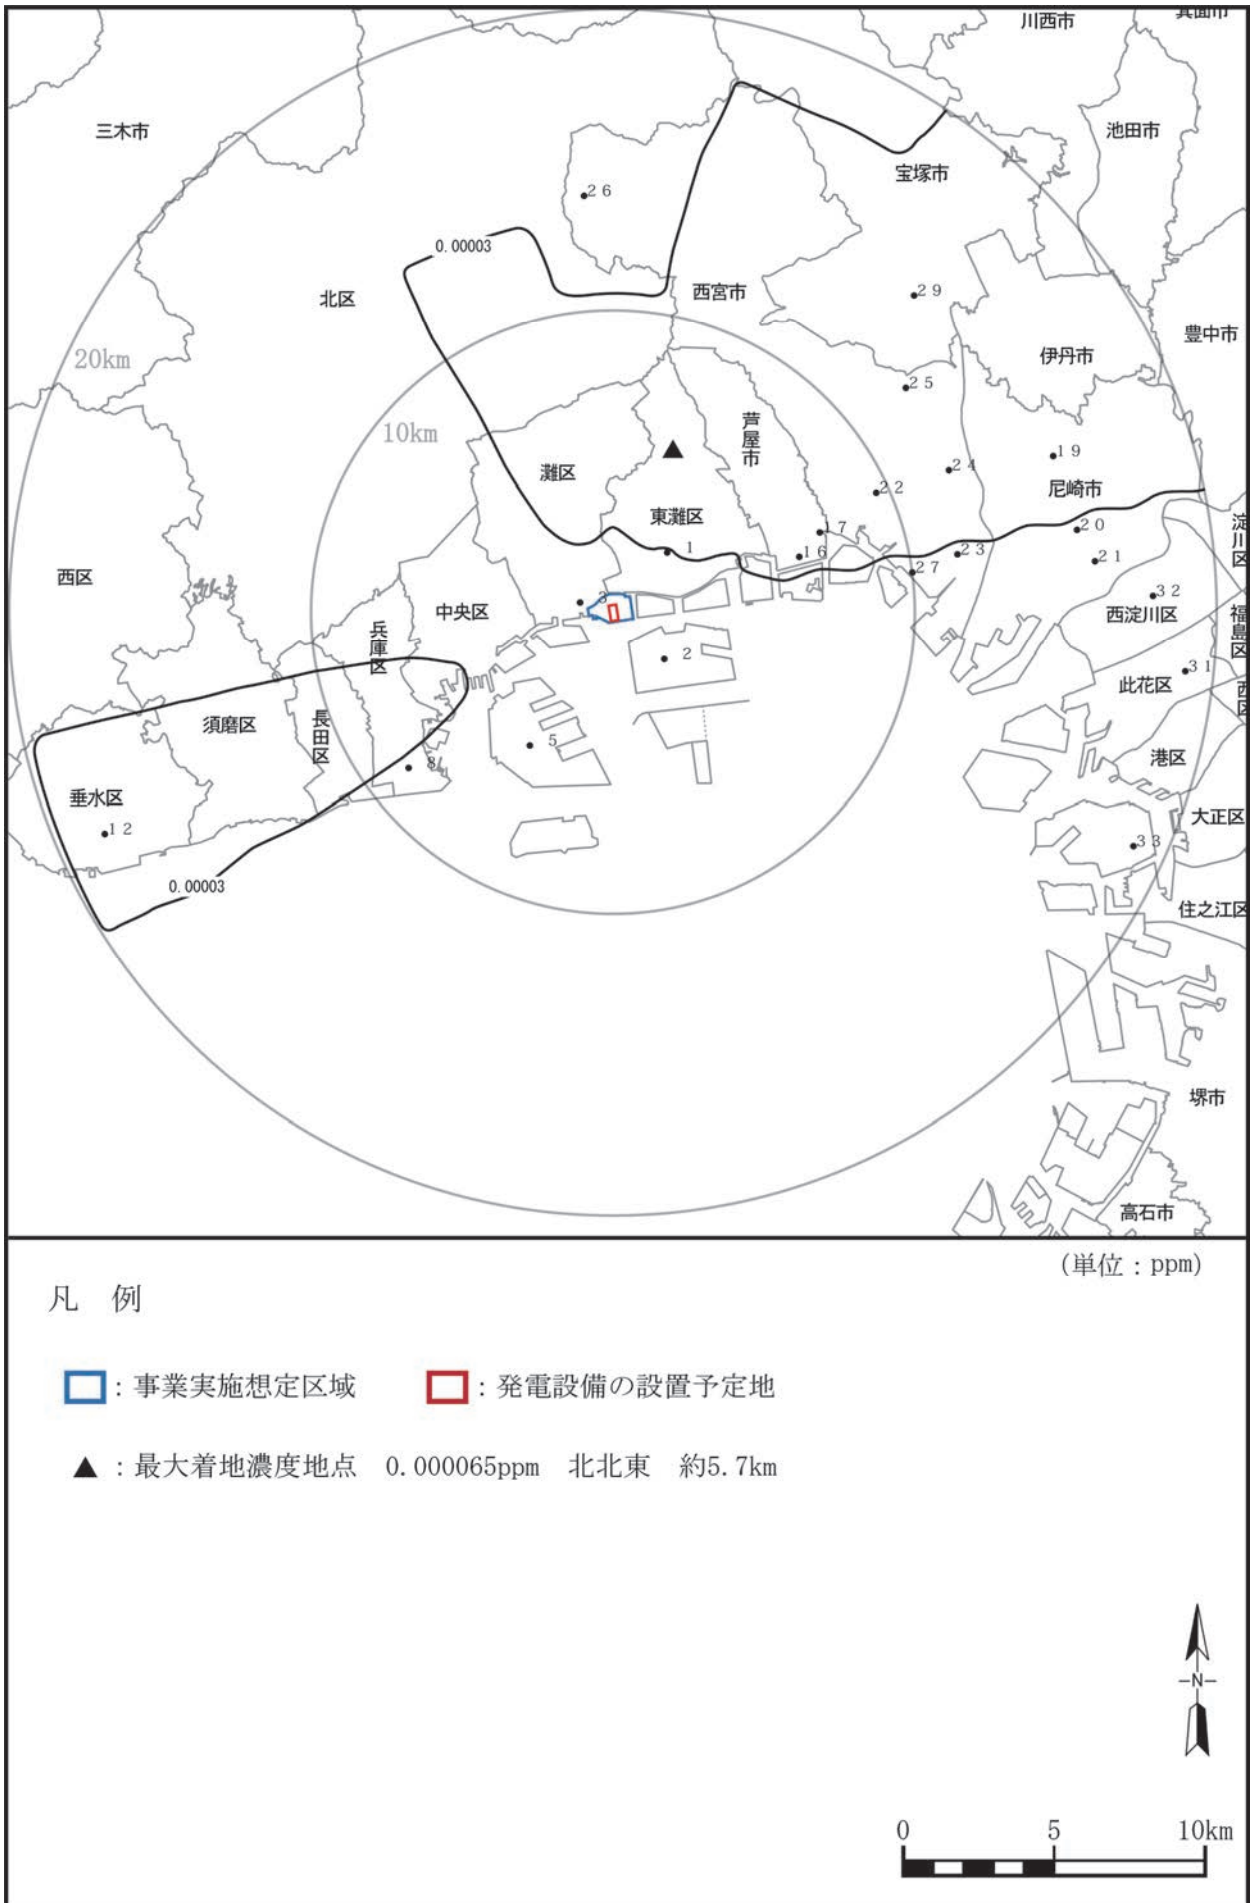 川西市
箕面市
三木市
池田市
宝塚市
26
0.00003
北区
西宮市
29
豊中市
20km
伊丹市
25
10km
芦屋市
灘区
24
19
22
尼崎市
東灘区
17
20
淀川区
1
16
23
21
27
西区
3
32
中央区
西淀川区
福島区
兵庫区
2
31
此花区
西区
須磨区
長田区
5
港区
8
垂水区
大正区
12
33
0.00003
住之江区
堺市
高石市
(単位：ppm)
凡　例
：事業実施想定区域
：発電設備の設置予定地
▲：最大着地濃度地点　0.000065ppm　北北東　約5.7km
N
0 5 10km